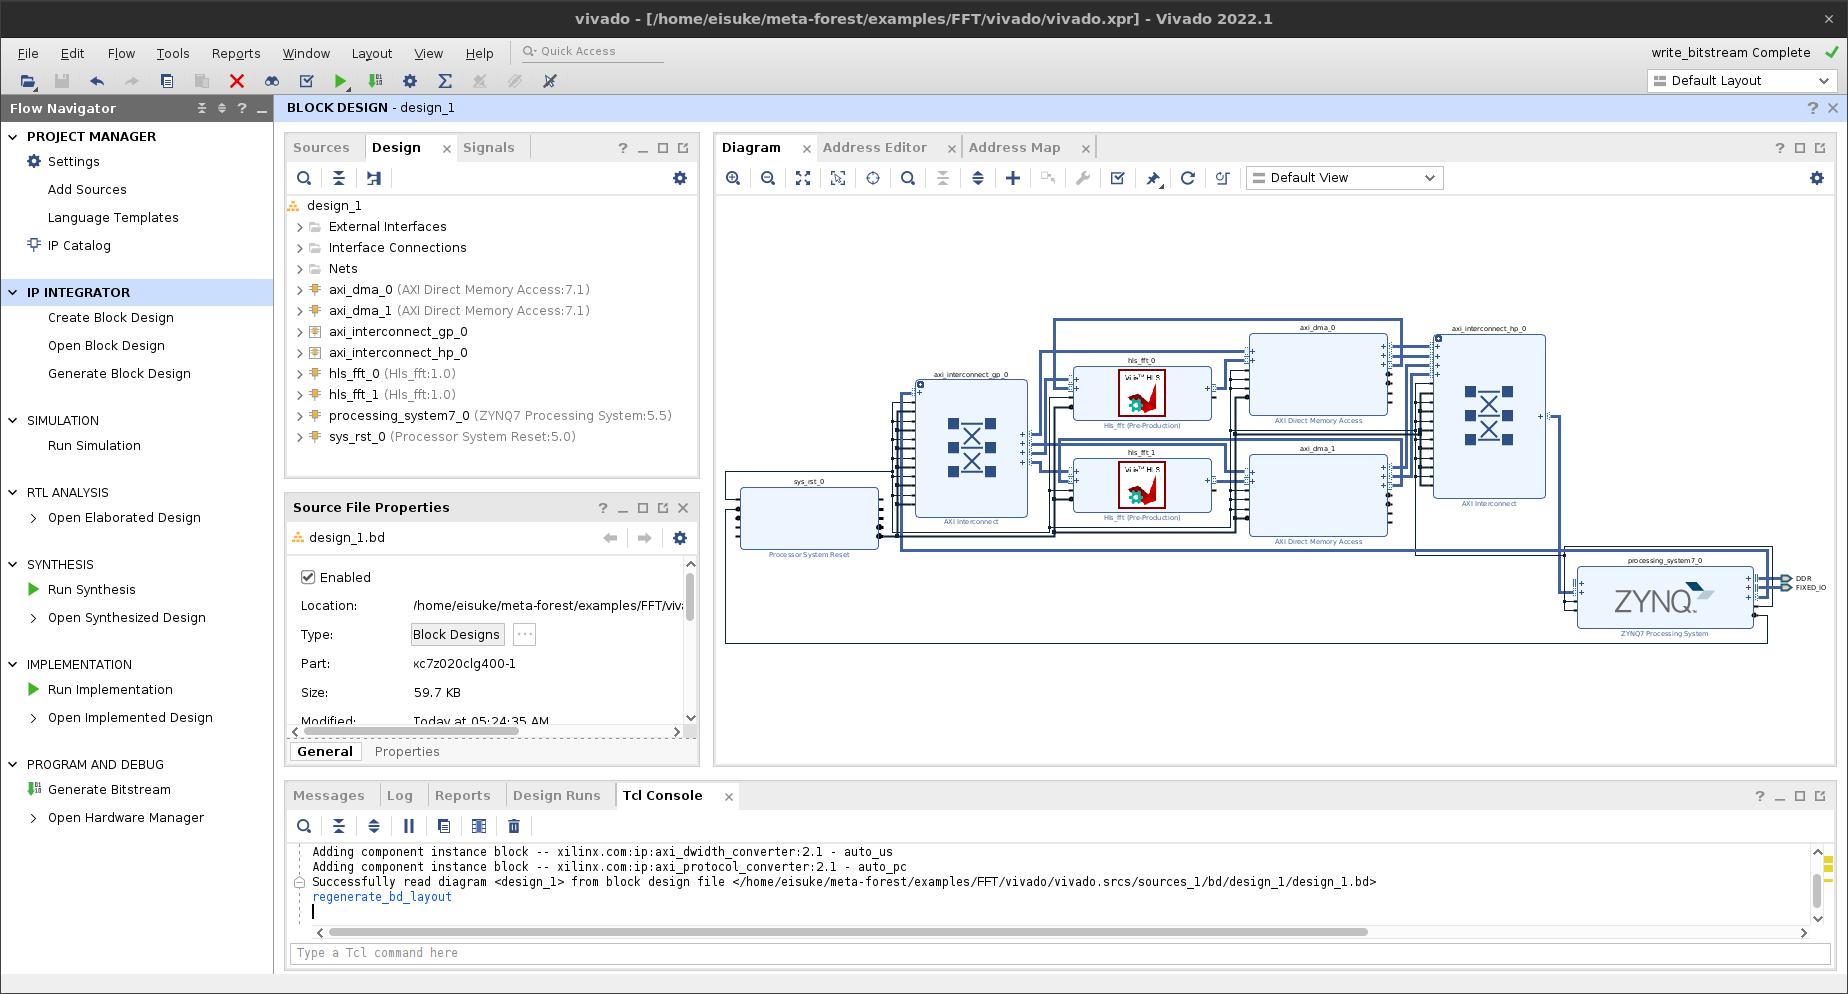 vivado - [/home/eisuke/meta-forest/examples/FFT/vivado/vivado.xpr] - Vivado 2022.1
File Edit Flow Tools Reports Window Layout View Help Quick Access
write_bitstream Complete
Default Layout
Flow Navigator
PROJECT MANAGER
Settings
Add Sources
Language Templates
IP Catalog
IP INTEGRATOR
Create Block Design
Open Block Design
Generate Block Design
SIMULATION
Run Simulation
RTL ANALYSIS
Open Elaborated Design
SYNTHESIS
Run Synthesis
Open Synthesized Design
IMPLEMENTATION
Run Implementation
Open Implemented Design
PROGRAM AND DEBUG
Generate Bitstream
Open Hardware Manager
BLOCK DESIGN - design_1
Sources Design Signals
design_1
External Interfaces
Interface Connections
Nets
axi_dma_0 (AXI Direct Memory Access:7.1)
axi_dma_1 (AXI Direct Memory Access:7.1)
axi_interconnect_gp_0
axi_interconnect_hp_0
hls_fft_0 (Hls_fft:1.0)
hls_fft_1 (Hls_fft:1.0)
processing_system7_0 (ZYNQ7 Processing System:5.5)
sys_rst_0 (Processor System Reset:5.0)
Source File Properties
design_1.bd
Enabled
Location: /home/eisuke/meta-forest/examples/FFT/viv
Type: Block Designs
Part: xc7z020clg400-1
Size: 59.7 KB
Modified: Today at 05:24:35 AM
General Properties
Diagram Address Editor Address Map
Default View
sys_rst_0
Processor System Reset
axi_interconnect_gp_0
AXI Interconnect
hls_fft_0
Hls_fft (Pre-Production)
hls_fft_1
Hls_fft (Pre-Production)
axi_dma_0
AXI Direct Memory Access
axi_dma_1
AXI Direct Memory Access
axi_interconnect_hp_0
AXI Interconnect
processing_system7_0
ZYNQ
ZYNQ7 Processing System
DDR
FIXED_IO
Messages Log Reports Design Runs Tcl Console
Adding component instance block -- xilinx.com:ip:axi_dwidth_converter:2.1 - auto_us
Adding component instance block -- xilinx.com:ip:axi_protocol_converter:2.1 - auto_pc
Successfully read diagram <design_1> from block design file </home/eisuke/meta-forest/examples/FFT/vivado/vivado.srcs/sources_1/bd/design_1/design_1.bd>
regenerate_bd_layout
Type a Tcl command here